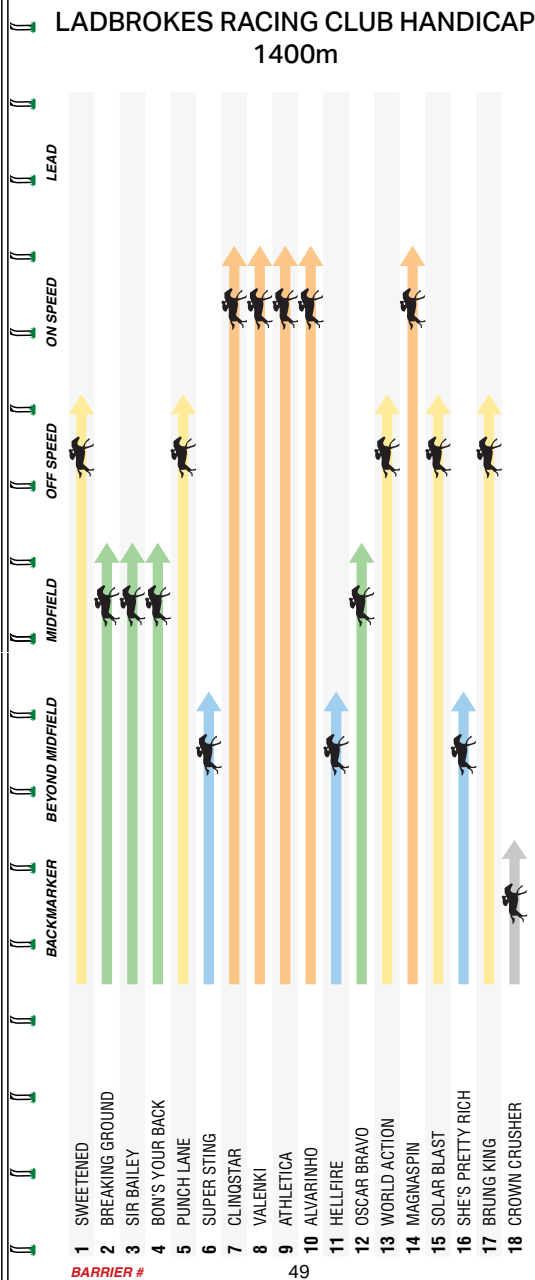 LADBROKES RACING CLUB HANDICAP
1400m
LEAD
ON SPEED
OFF SPEED
MIDFIELD
BEYOND MIDFIELD
BACKMARKER
1 SWEETENED
2 BREAKING GROUND
3 SIR BAILEY
4 BON'S YOUR BACK
5 PUNCH LANE
6 SUPER STING
7 CLINQSTAR
8 VALENKI
9 ATHLETICA
10 ALVARINHO
11 HELLFIRE
12 OSCAR BRAVO
13 WORLD ACTION
14 MAGNASPIN
15 SOLAR BLAST
16 SHE'S PRETTY RICH
17 BRUNG KING
18 CROWN CRUSHER
BARRIER #
49